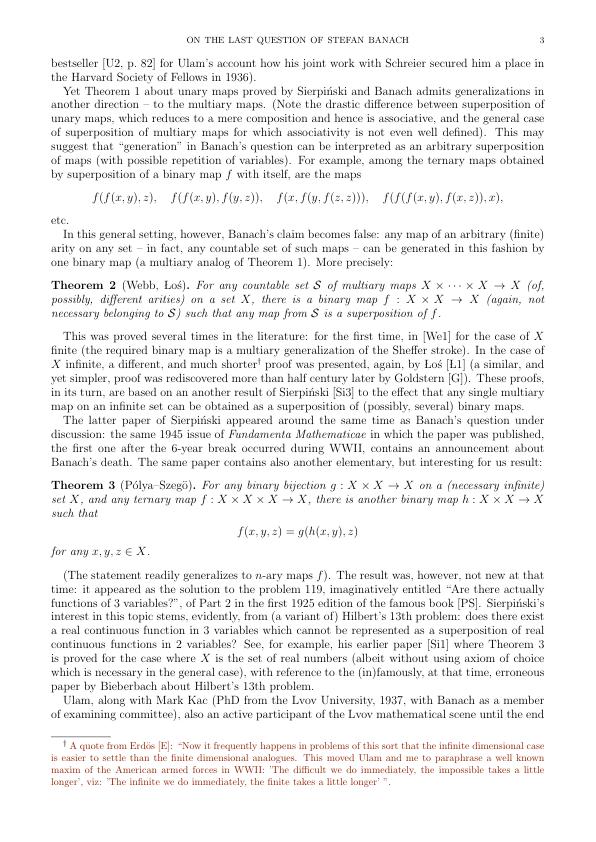 ON THE LAST QUESTION OF STEFAN BANACH 3
bestseller [U2, p. 82] for Ulam's account how his joint work with Schreier secured him a place in
the Harvard Society of Fellows in 1936).
Yet Theorem 1 about unary maps proved by Sierpiński and Banach admits generalizations in
another direction – to the multiary maps. (Note the drastic difference between superposition of
unary maps, which reduces to a mere composition and hence is associative, and the general case
of superposition of multiary maps for which associativity is not even well defined). This may
suggest that “generation” in Banach's question can be interpreted as an arbitrary superposition
of maps (with possible repetition of variables). For example, among the ternary maps obtained
by superposition of a binary map f with itself, are the maps
f(f(x, y), z), f(f(x, y), f(y, z)), f(x, f(y, f(z, z))), f(f(f(x, y), f(x, z)), x),
etc.
In this general setting, however, Banach's claim becomes false: any map of an arbitrary (finite)
arity on any set – in fact, any countable set of such maps – can be generated in this fashion by
one binary map (a multiary analog of Theorem 1). More precisely:
Theorem 2 (Webb, Łoś). For any countable set S of multiary maps X × · · · × X → X (of,
possibly, different arities) on a set X, there is a binary map f : X × X → X (again, not
necessary belonging to S) such that any map from S is a superposition of f.
This was proved several times in the literature: for the first time, in [We1] for the case of X
finite (the required binary map is a multiary generalization of the Sheffer stroke). In the case of
X infinite, a different, and much shorter† proof was presented, again, by Łoś [Ł1] (a similar, and
yet simpler, proof was rediscovered more than half century later by Goldstern [G]). These proofs,
in its turn, are based on an another result of Sierpiński [Si3] to the effect that any single multiary
map on an infinite set can be obtained as a superposition of (possibly, several) binary maps.
The latter paper of Sierpiński appeared around the same time as Banach's question under
discussion: the same 1945 issue of Fundamenta Mathematicae in which the paper was published,
the first one after the 6-year break occurred during WWII, contains an announcement about
Banach's death. The same paper contains also another elementary, but interesting for us result:
Theorem 3 (Pólya–Szegö). For any binary bijection g : X × X → X on a (necessary infinite)
set X, and any ternary map f : X × X × X → X, there is another binary map h : X × X → X
such that
f(x, y, z) = g(h(x, y), z)
for any x, y, z ∈ X.
(The statement readily generalizes to n-ary maps f). The result was, however, not new at that
time: it appeared as the solution to the problem 119, imaginatively entitled “Are there actually
functions of 3 variables?”, of Part 2 in the first 1925 edition of the famous book [PS]. Sierpiński's
interest in this topic stems, evidently, from (a variant of) Hilbert's 13th problem: does there exist
a real continuous function in 3 variables which cannot be represented as a superposition of real
continuous functions in 2 variables? See, for example, his earlier paper [Si1] where Theorem 3
is proved for the case where X is the set of real numbers (albeit without using axiom of choice
which is necessary in the general case), with reference to the (in)famously, at that time, erroneous
paper by Bieberbach about Hilbert's 13th problem.
Ulam, along with Mark Kac (PhD from the Lvov University, 1937, with Banach as a member
of examining committee), also an active participant of the Lvov mathematical scene until the end
† A quote from Erdös [E]: “Now it frequently happens in problems of this sort that the infinite dimensional case
is easier to settle than the finite dimensional analogues. This moved Ulam and me to paraphrase a well known
maxim of the American armed forces in WWII: 'The difficult we do immediately, the impossible takes a little
longer', viz: 'The infinite we do immediately, the finite takes a little longer' ”.